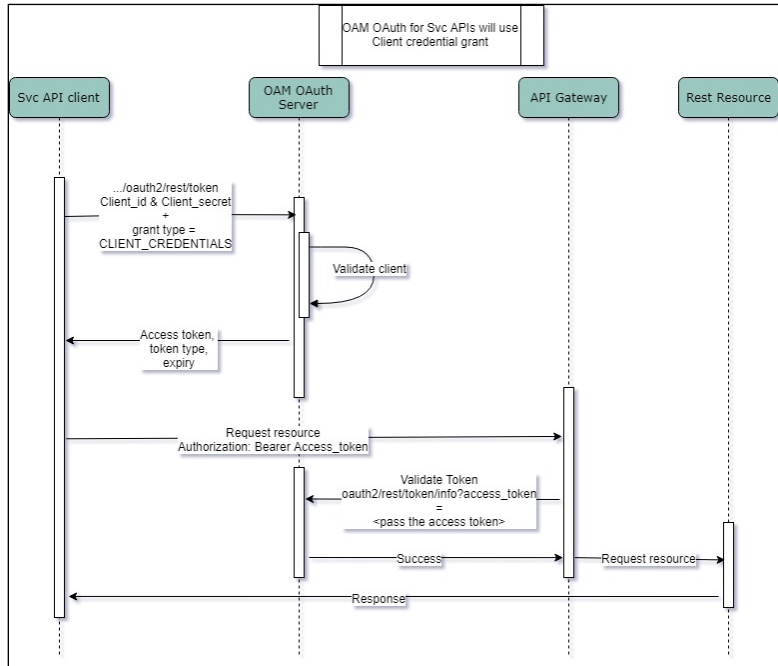 OAM OAuth for Svc APIs will use
Client credential grant
Svc API client
OAM OAuth
Server
API Gateway
Rest Resource
.../oauth2/rest/token
Client_id & Client_secret
+
grant type =
CLIENT_CREDENTIALS
Validate client
Access token,
token type,
expiry
Request resource
Authorization: Bearer Access_token
Validate Token
oauth2/rest/token/info?access_token
=
<pass the access token>
Success
Request resource
Response